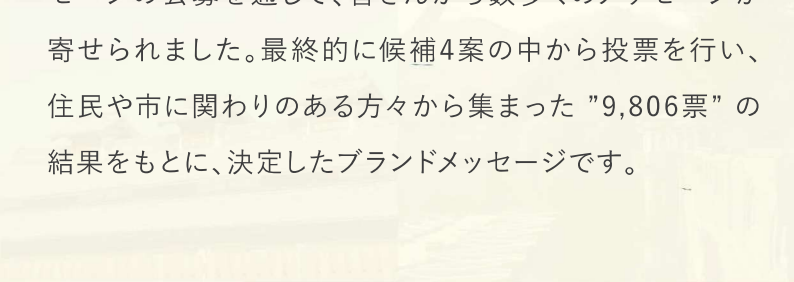 寄せられました。最終的に候補4案の中から投票を行い、
住民や市に関わりのある方々から集まった ”9,806票” の
結果をもとに、決定したブランドメッセージです。